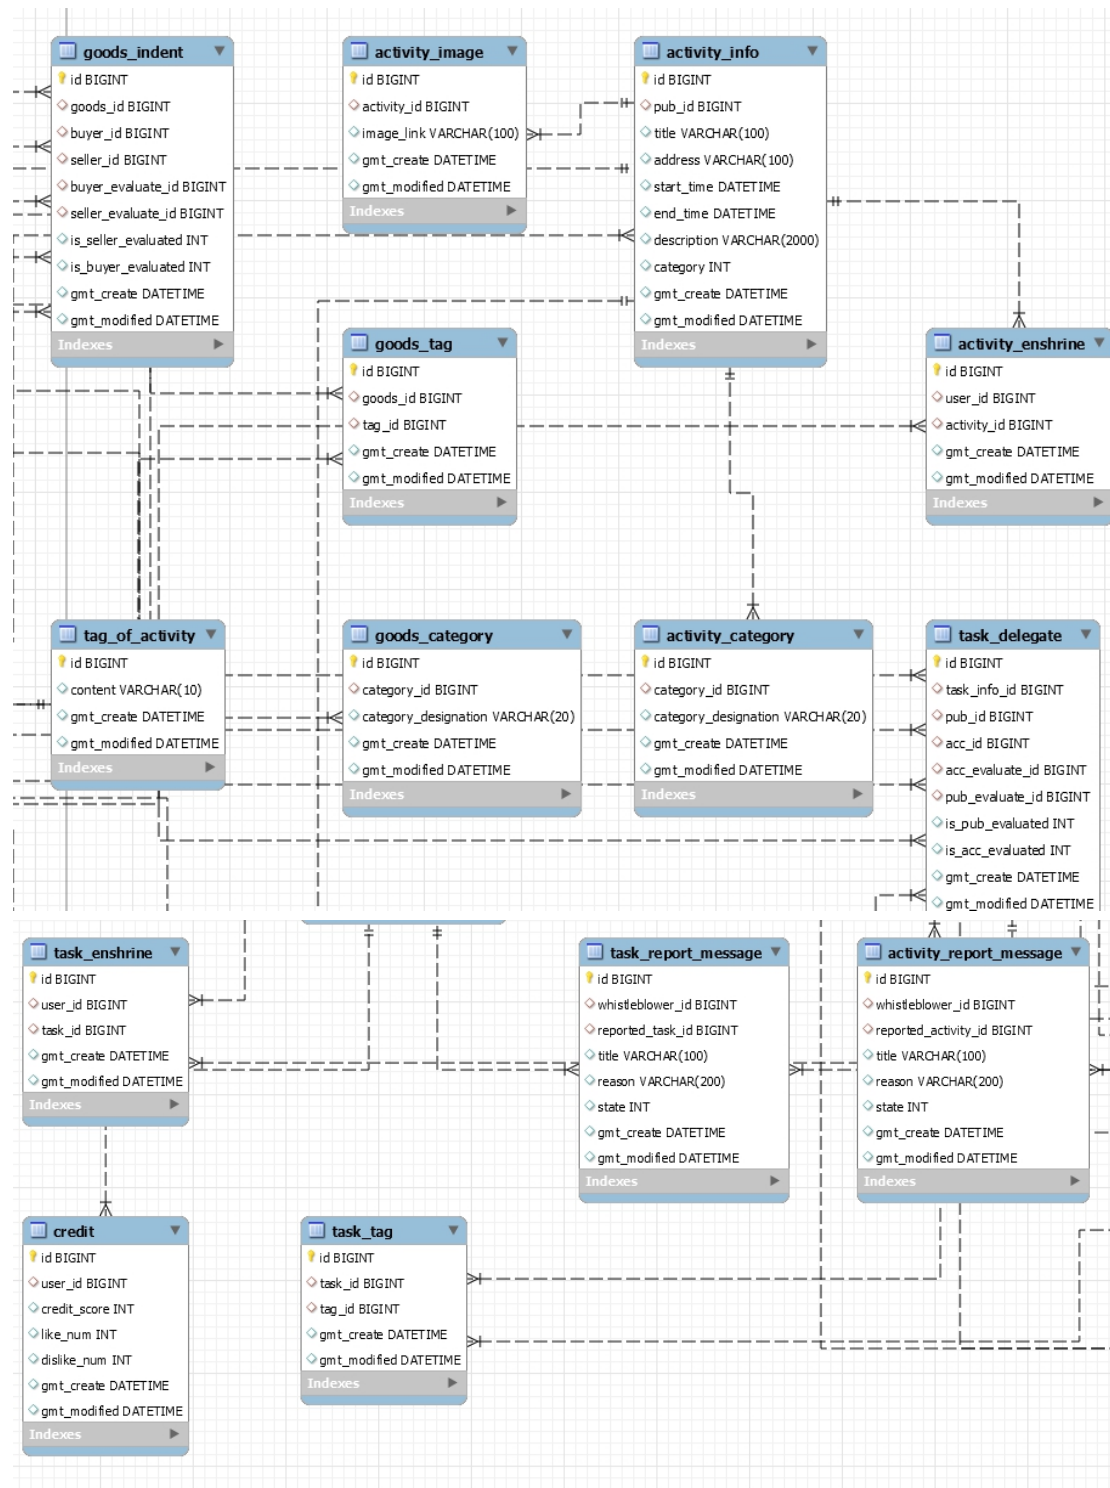 goods_indent
id BIGINT
goods_id BIGINT
buyer_id BIGINT
seller_id BIGINT
buyer_evaluate_id BIGINT
seller_evaluate_id BIGINT
is_seller_evaluated INT
is_buyer_evaluated INT
gmt_create DATETIME
gmt_modified DATETIME
Indexes
activity_image
id BIGINT
activity_id BIGINT
image_link VARCHAR(100)
gmt_create DATETIME
gmt_modified DATETIME
Indexes
activity_info
id BIGINT
pub_id BIGINT
title VARCHAR(100)
address VARCHAR(100)
start_time DATETIME
end_time DATETIME
description VARCHAR(2000)
category INT
gmt_create DATETIME
gmt_modified DATETIME
Indexes
goods_tag
id BIGINT
goods_id BIGINT
tag_id BIGINT
gmt_create DATETIME
gmt_modified DATETIME
Indexes
activity_enshrine
id BIGINT
user_id BIGINT
activity_id BIGINT
gmt_create DATETIME
gmt_modified DATETIME
Indexes
tag_of_activity
id BIGINT
content VARCHAR(10)
gmt_create DATETIME
gmt_modified DATETIME
Indexes
goods_category
id BIGINT
category_id BIGINT
category_designation VARCHAR(20)
gmt_create DATETIME
gmt_modified DATETIME
Indexes
activity_category
id BIGINT
category_id BIGINT
category_designation VARCHAR(20)
gmt_create DATETIME
gmt_modified DATETIME
Indexes
task_delegate
id BIGINT
task_info_id BIGINT
pub_id BIGINT
acc_id BIGINT
acc_evaluate_id BIGINT
pub_evaluate_id BIGINT
is_pub_evaluated INT
is_acc_evaluated INT
gmt_create DATETIME
gmt_modified DATETIME
task_enshrine
id BIGINT
user_id BIGINT
task_id BIGINT
gmt_create DATETIME
gmt_modified DATETIME
Indexes
task_report_message
id BIGINT
whistleblower_id BIGINT
reported_task_id BIGINT
title VARCHAR(100)
reason VARCHAR(200)
state INT
gmt_create DATETIME
gmt_modified DATETIME
Indexes
activity_report_message
id BIGINT
whistleblower_id BIGINT
reported_activity_id BIGINT
title VARCHAR(100)
reason VARCHAR(200)
state INT
gmt_create DATETIME
gmt_modified DATETIME
Indexes
credit
id BIGINT
user_id BIGINT
credit_score INT
like_num INT
dislike_num INT
gmt_create DATETIME
gmt_modified DATETIME
Indexes
task_tag
id BIGINT
task_id BIGINT
tag_id BIGINT
gmt_create DATETIME
gmt_modified DATETIME
Indexes